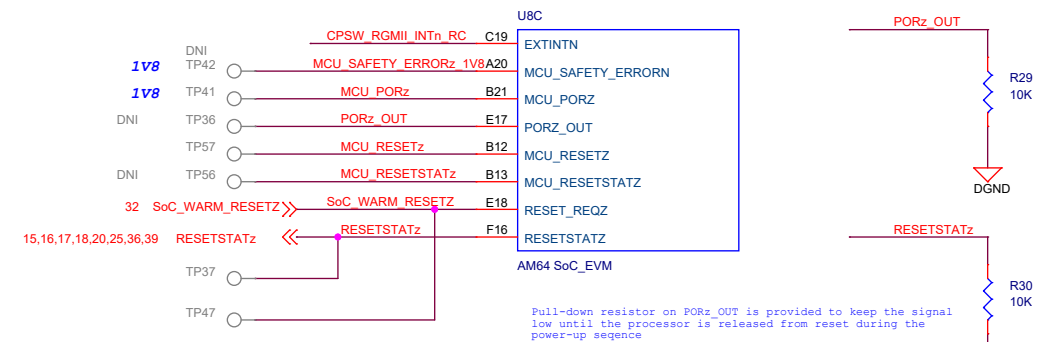 U8C
PORz_OUT
CPSW_RGMII_INTn_RC C19 EXTINTN
DNI
1V8 TP42 MCU_SAFETY_ERRORz_1V8 A20 MCU_SAFETY_ERRORN
R29
10K
1V8 TP41 MCU_PORz B21 MCU_PORZ
DNI TP36 PORz_OUT E17 PORZ_OUT
TP57 MCU_RESETz B12 MCU_RESETZ
DNI TP56 MCU_RESETSTATz B13 MCU_RESETSTATZ
DGND
32 SoC_WARM_RESETZ SoC_WARM_RESETZ E18 RESET_REQZ
15,16,17,18,20,25,36,39 RESETSTATz RESETSTATz F16 RESETSTATZ
RESETSTATz
AM64 SoC_EVM
TP37
R30
10K
TP47
Pull-down resistor on PORz_OUT is provided to keep the signal
low until the processor is released from reset during the
power-up seqence